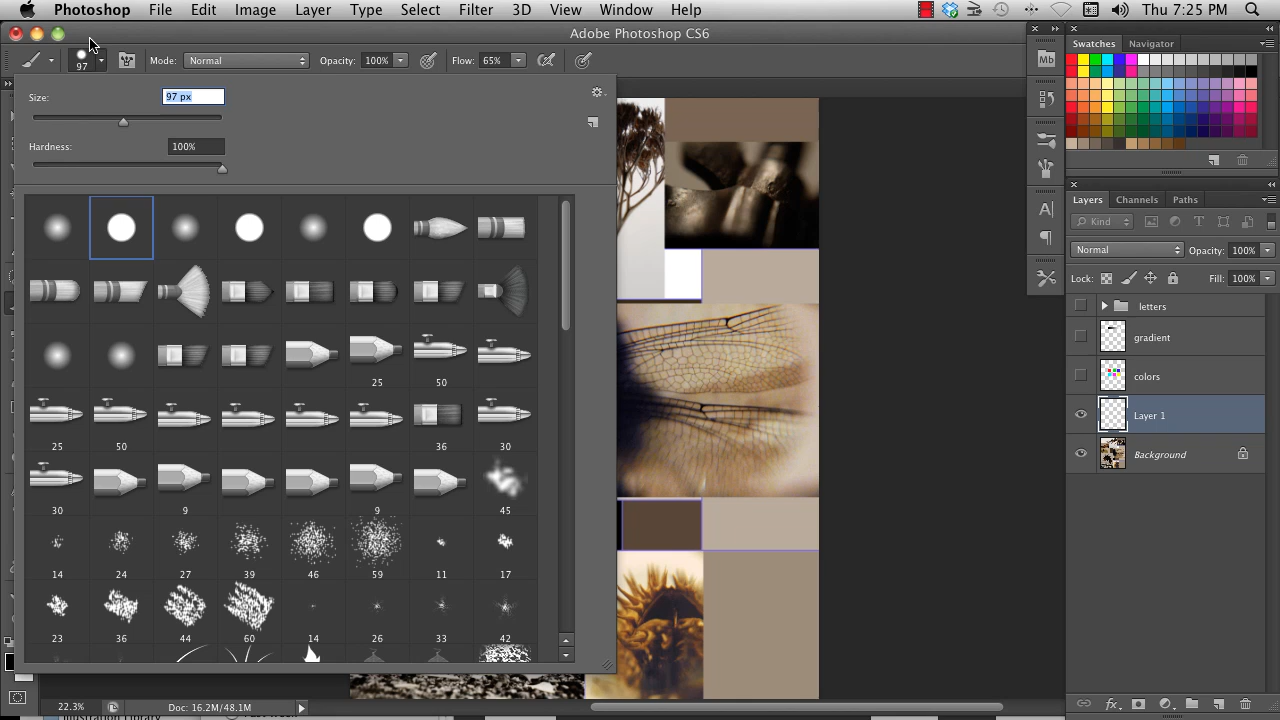 Photoshop File Edit Image Layer Type Select Filter 3D View Window Help Thu 7:25 PM
Adobe Photoshop CS6
97 Mode: Normal Opacity: 100% Flow: 65%
Size: 97 px
Hardness: 100%
25 50
25 50 36 30
30 9 9 45
14 24 27 39 46 59 11 17
23 36 44 60 14 26 33 42
22.3% Doc: 16.2M/48.1M
Mb
A
Swatches Navigator
Layers Channels Paths
Kind T
Normal Opacity: 100%
Lock: Fill: 100%
letters
gradient
colors
Layer 1
Background
fx